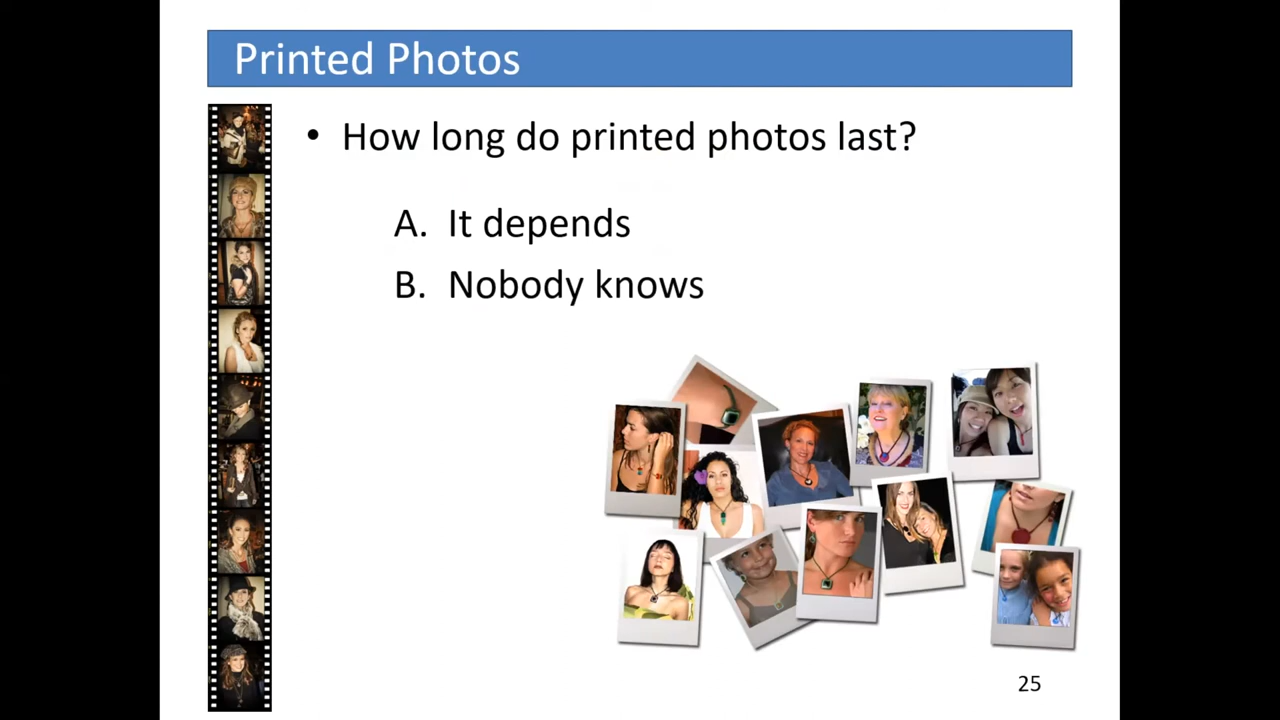 Printed Photos
• How long do printed photos last?
A. It depends
B. Nobody knows
25